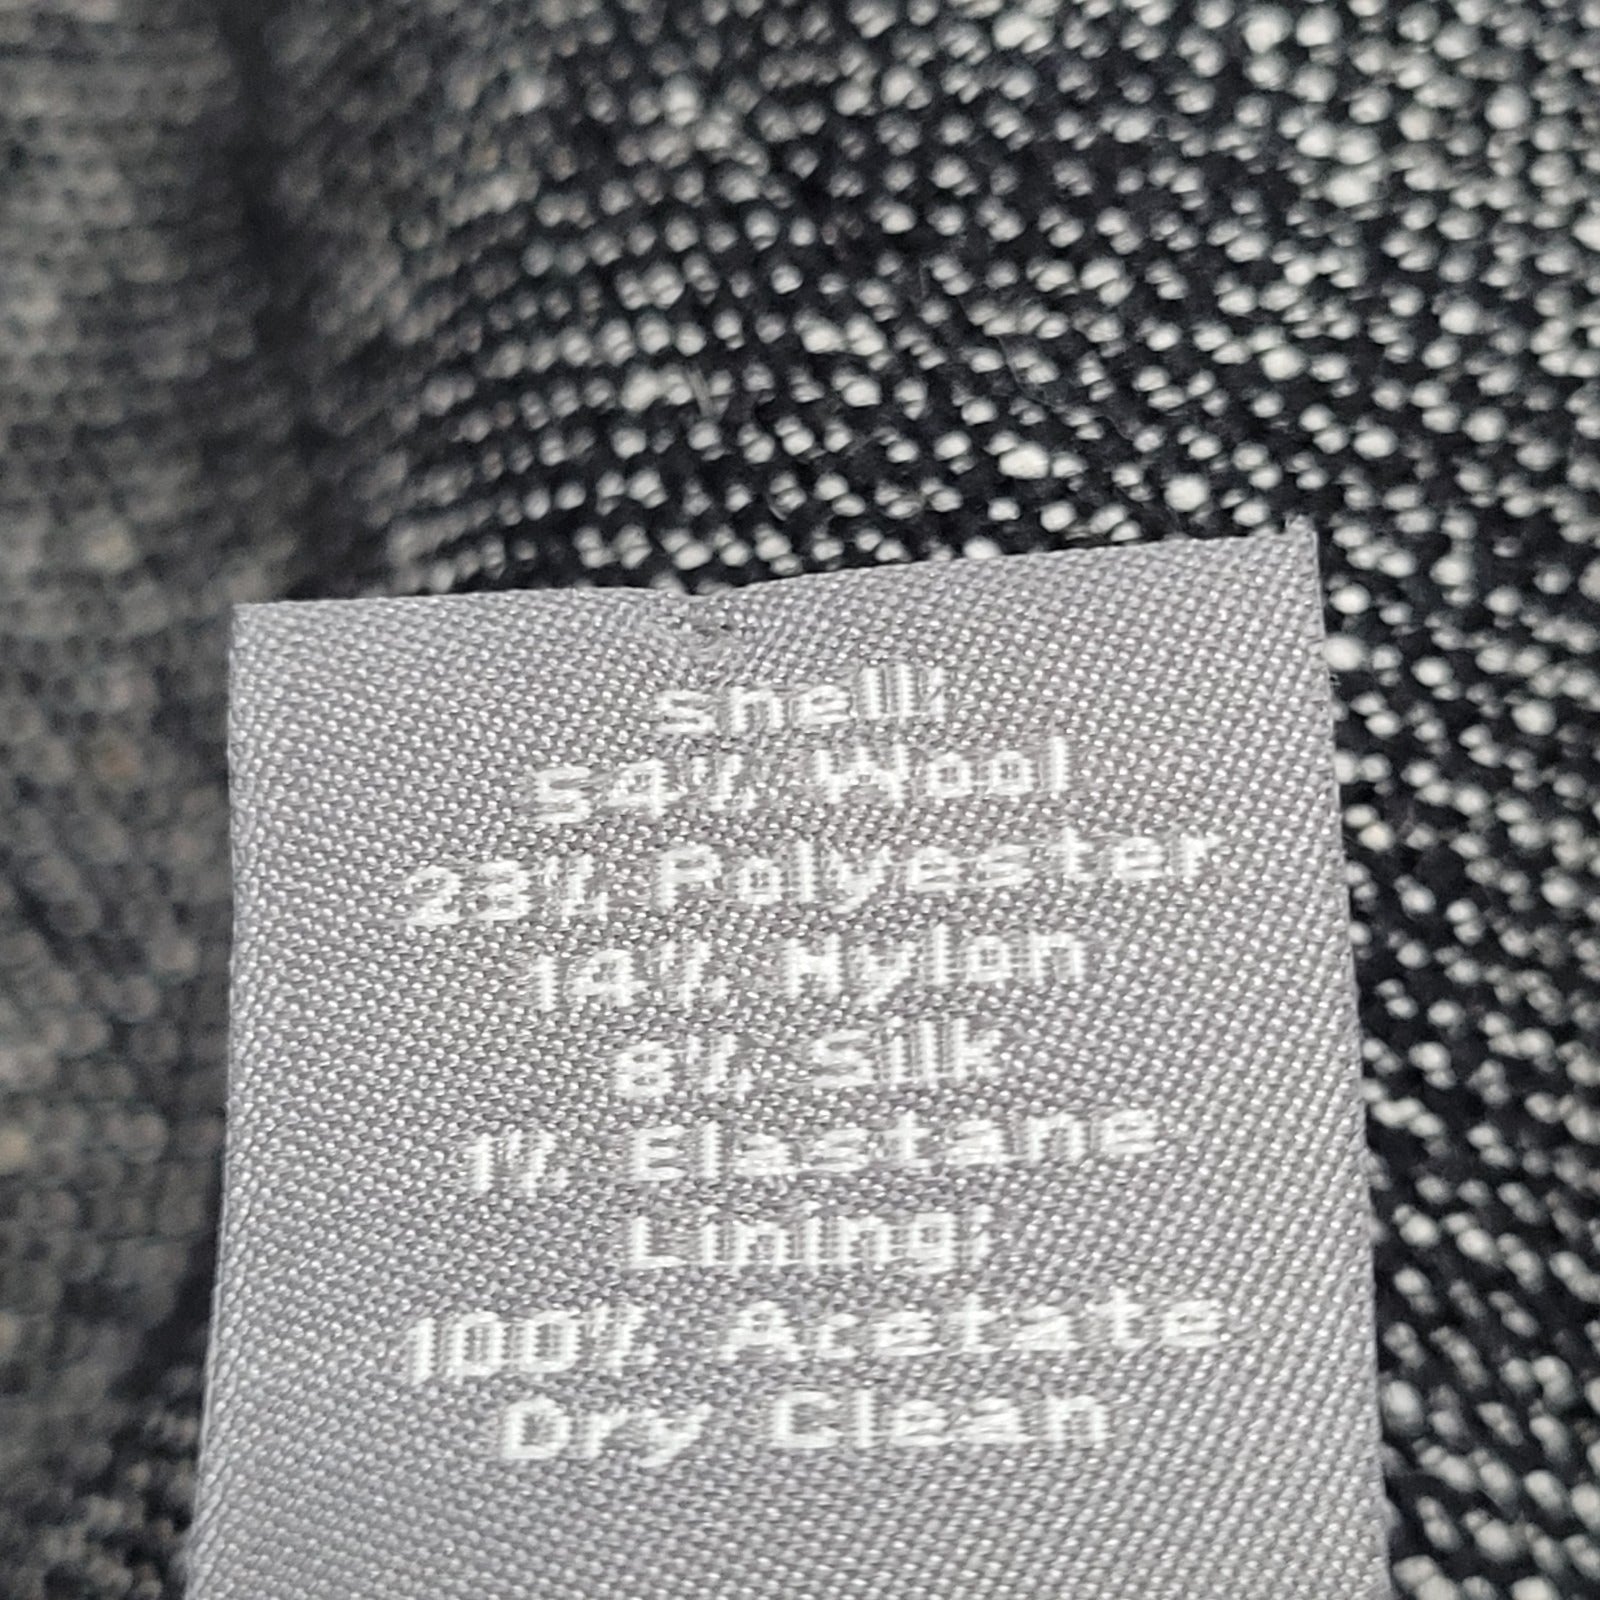 shell:
54% Wool
23% Polyester
14% Nylon
8% Silk
1% Elastane
Lining:
100% Acetate
Dry Clean